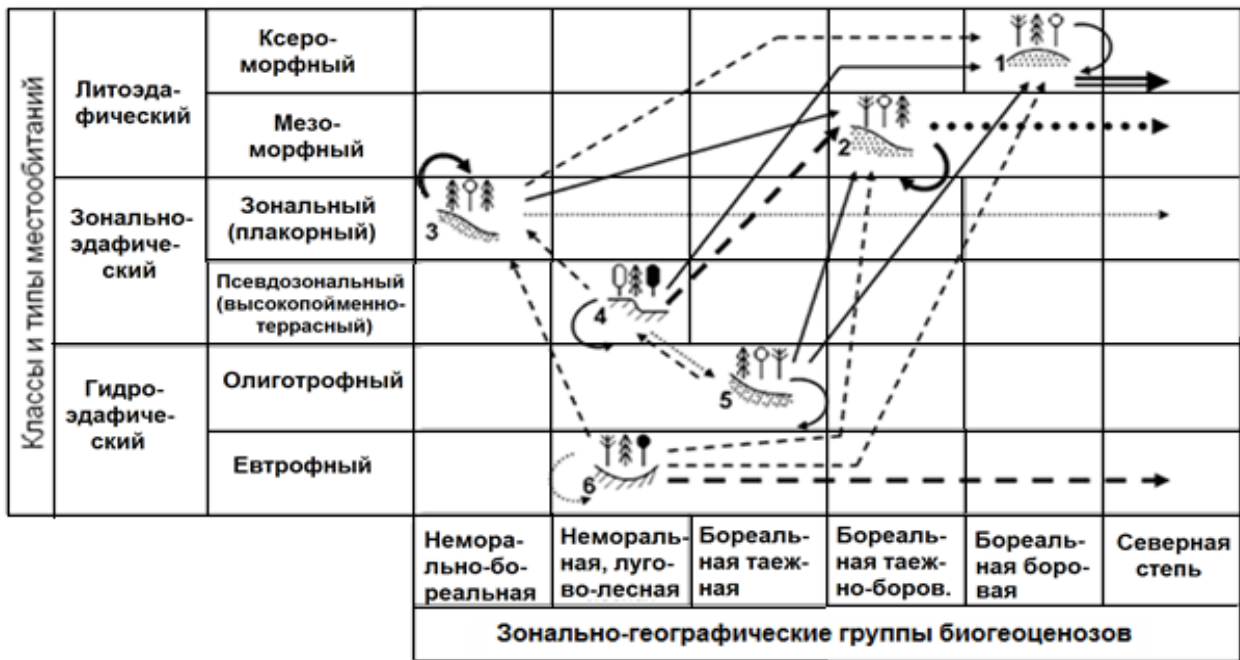 Классы и типы местообитаний
Литоэда-
фический
Ксеро-
морфный
1
Мезо-
морфный
2
Зонально-
эдафиче-
ский
Зональный
(плакорный)
3
Псевдозональный
(высокопойменно-
террасный)
4
Гидро-
эдафиче-
ский
Олиготрофный
5
Евтрофный
6
Немора-
льно-бо-
реальная
Неморaль-
ная, луго-
во-лесная
Бореаль-
ная таеж-
ная
Бореаль-
ная таеж-
но-боров.
Бореаль-
ная боро-
вая
Северная
степь
Зонально-географические группы биогеоценозов